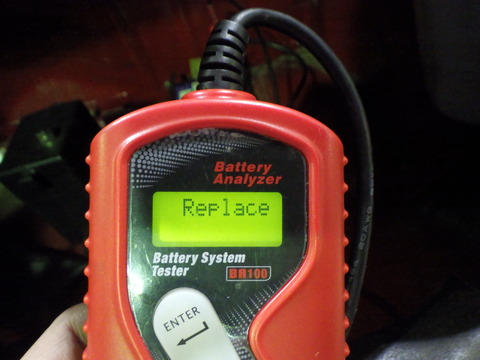 Battery
Analyzer
Replace
Battery System
Tester BA100
ENTER